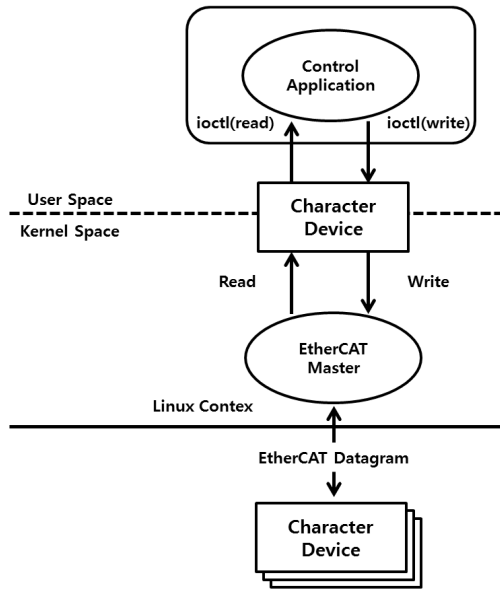 Control
Application
ioctl(read)
ioctl(write)
Character
Device
User Space
Kernel Space
Read
Write
EtherCAT
Master
Linux Contex
EtherCAT Datagram
Character
Device